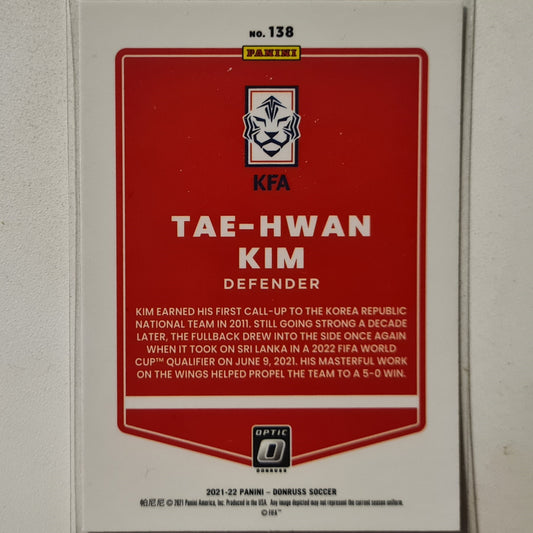 NO. 138
PANINI
KFA
TAE-HWAN
KIM
DEFENDER
KIM EARNED HIS FIRST CALL-UP TO THE KOREA REPUBLIC
NATIONAL TEAM IN 2011. STILL GOING STRONG A DECADE
LATER, THE FULLBACK DREW INTO THE SIDE ONCE AGAIN
WHEN IT TOOK ON SRI LANKA IN A 2022 FIFA WORLD
CUP™ QUALIFIER ON JUNE 9, 2021. HIS MASTERFUL WORK
ON THE WINGS HELPED PROPEL THE TEAM TO A 5-0 WIN.
OPTIC
DONRUSS
2021-22 PANINI – DONRUSS SOCCER
帕尼尼 © 2021 Panini America, Inc. Produced in the USA. Any image depicted may not represent the current season uniform.
© FIFA™